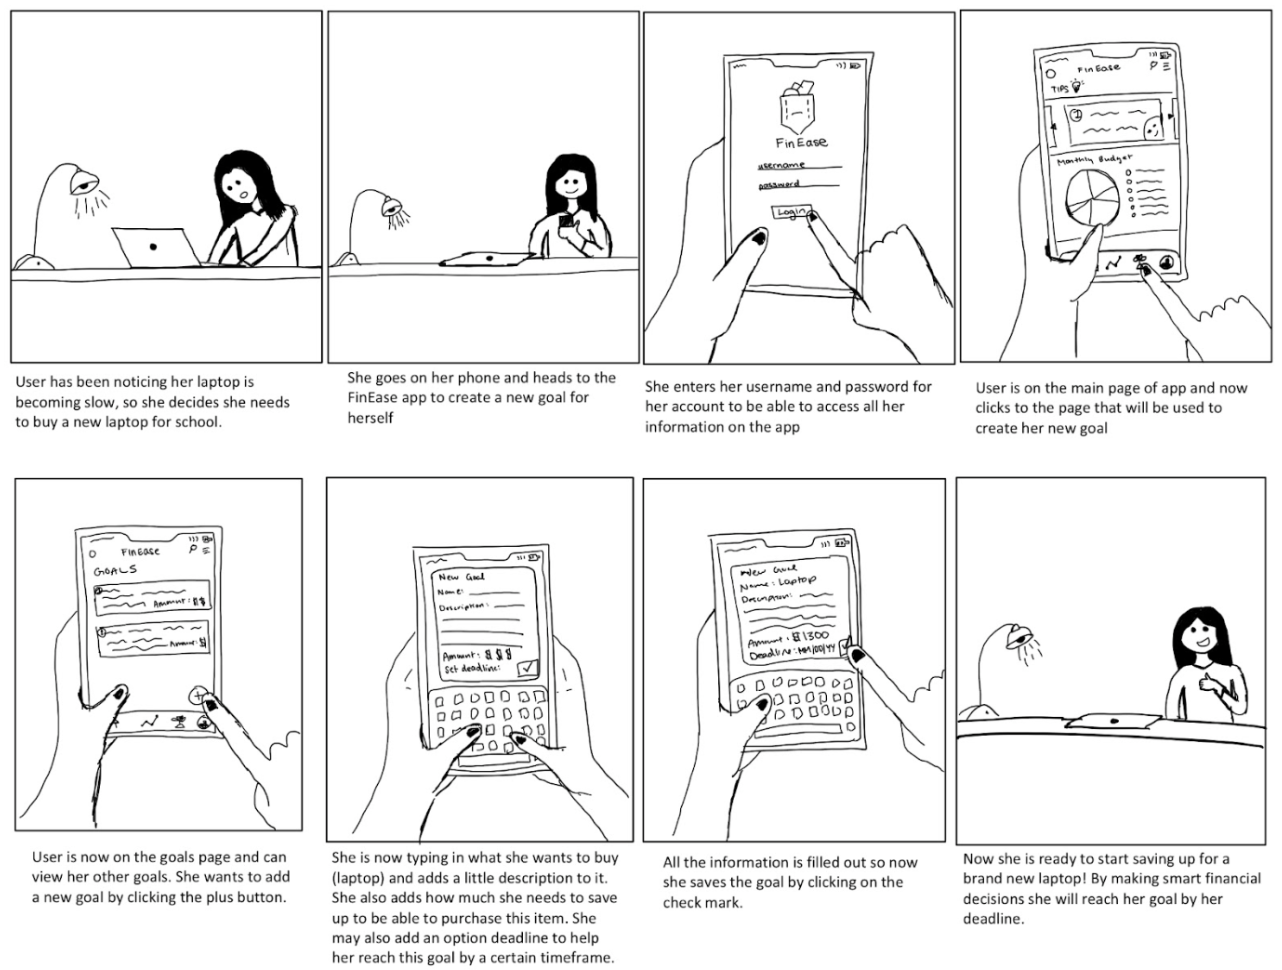 FinEase
username
password
Login
FinEase
TIPS
1
Monthly Budget
User has been noticing her laptop is
becoming slow, so she decides she needs
to buy a new laptop for school.
She goes on her phone and heads to the
FinEase app to create a new goal for
herself
She enters her username and password for
her account to be able to access all her
information on the app
User is on the main page of app and now
clicks to the page that will be used to
create her new goal
FinEase
GOALS
Amount: $$
Amount: $
New Goal
Name:
Description:
Amount: $ $ $
Set deadline:
New Goal
Name: Laptop
Description:
Amount: $1300
Deadline: MM/DD/YY
User is now on the goals page and can
view her other goals. She wants to add
a new goal by clicking the plus button.
She is now typing in what she wants to buy
(laptop) and adds a little description to it.
She also adds how much she needs to save
up to be able to purchase this item. She
may also add an option deadline to help
her reach this goal by a certain timeframe.
All the information is filled out so now
she saves the goal by clicking on the
check mark.
Now she is ready to start saving up for a
brand new laptop! By making smart financial
decisions she will reach her goal by her
deadline.